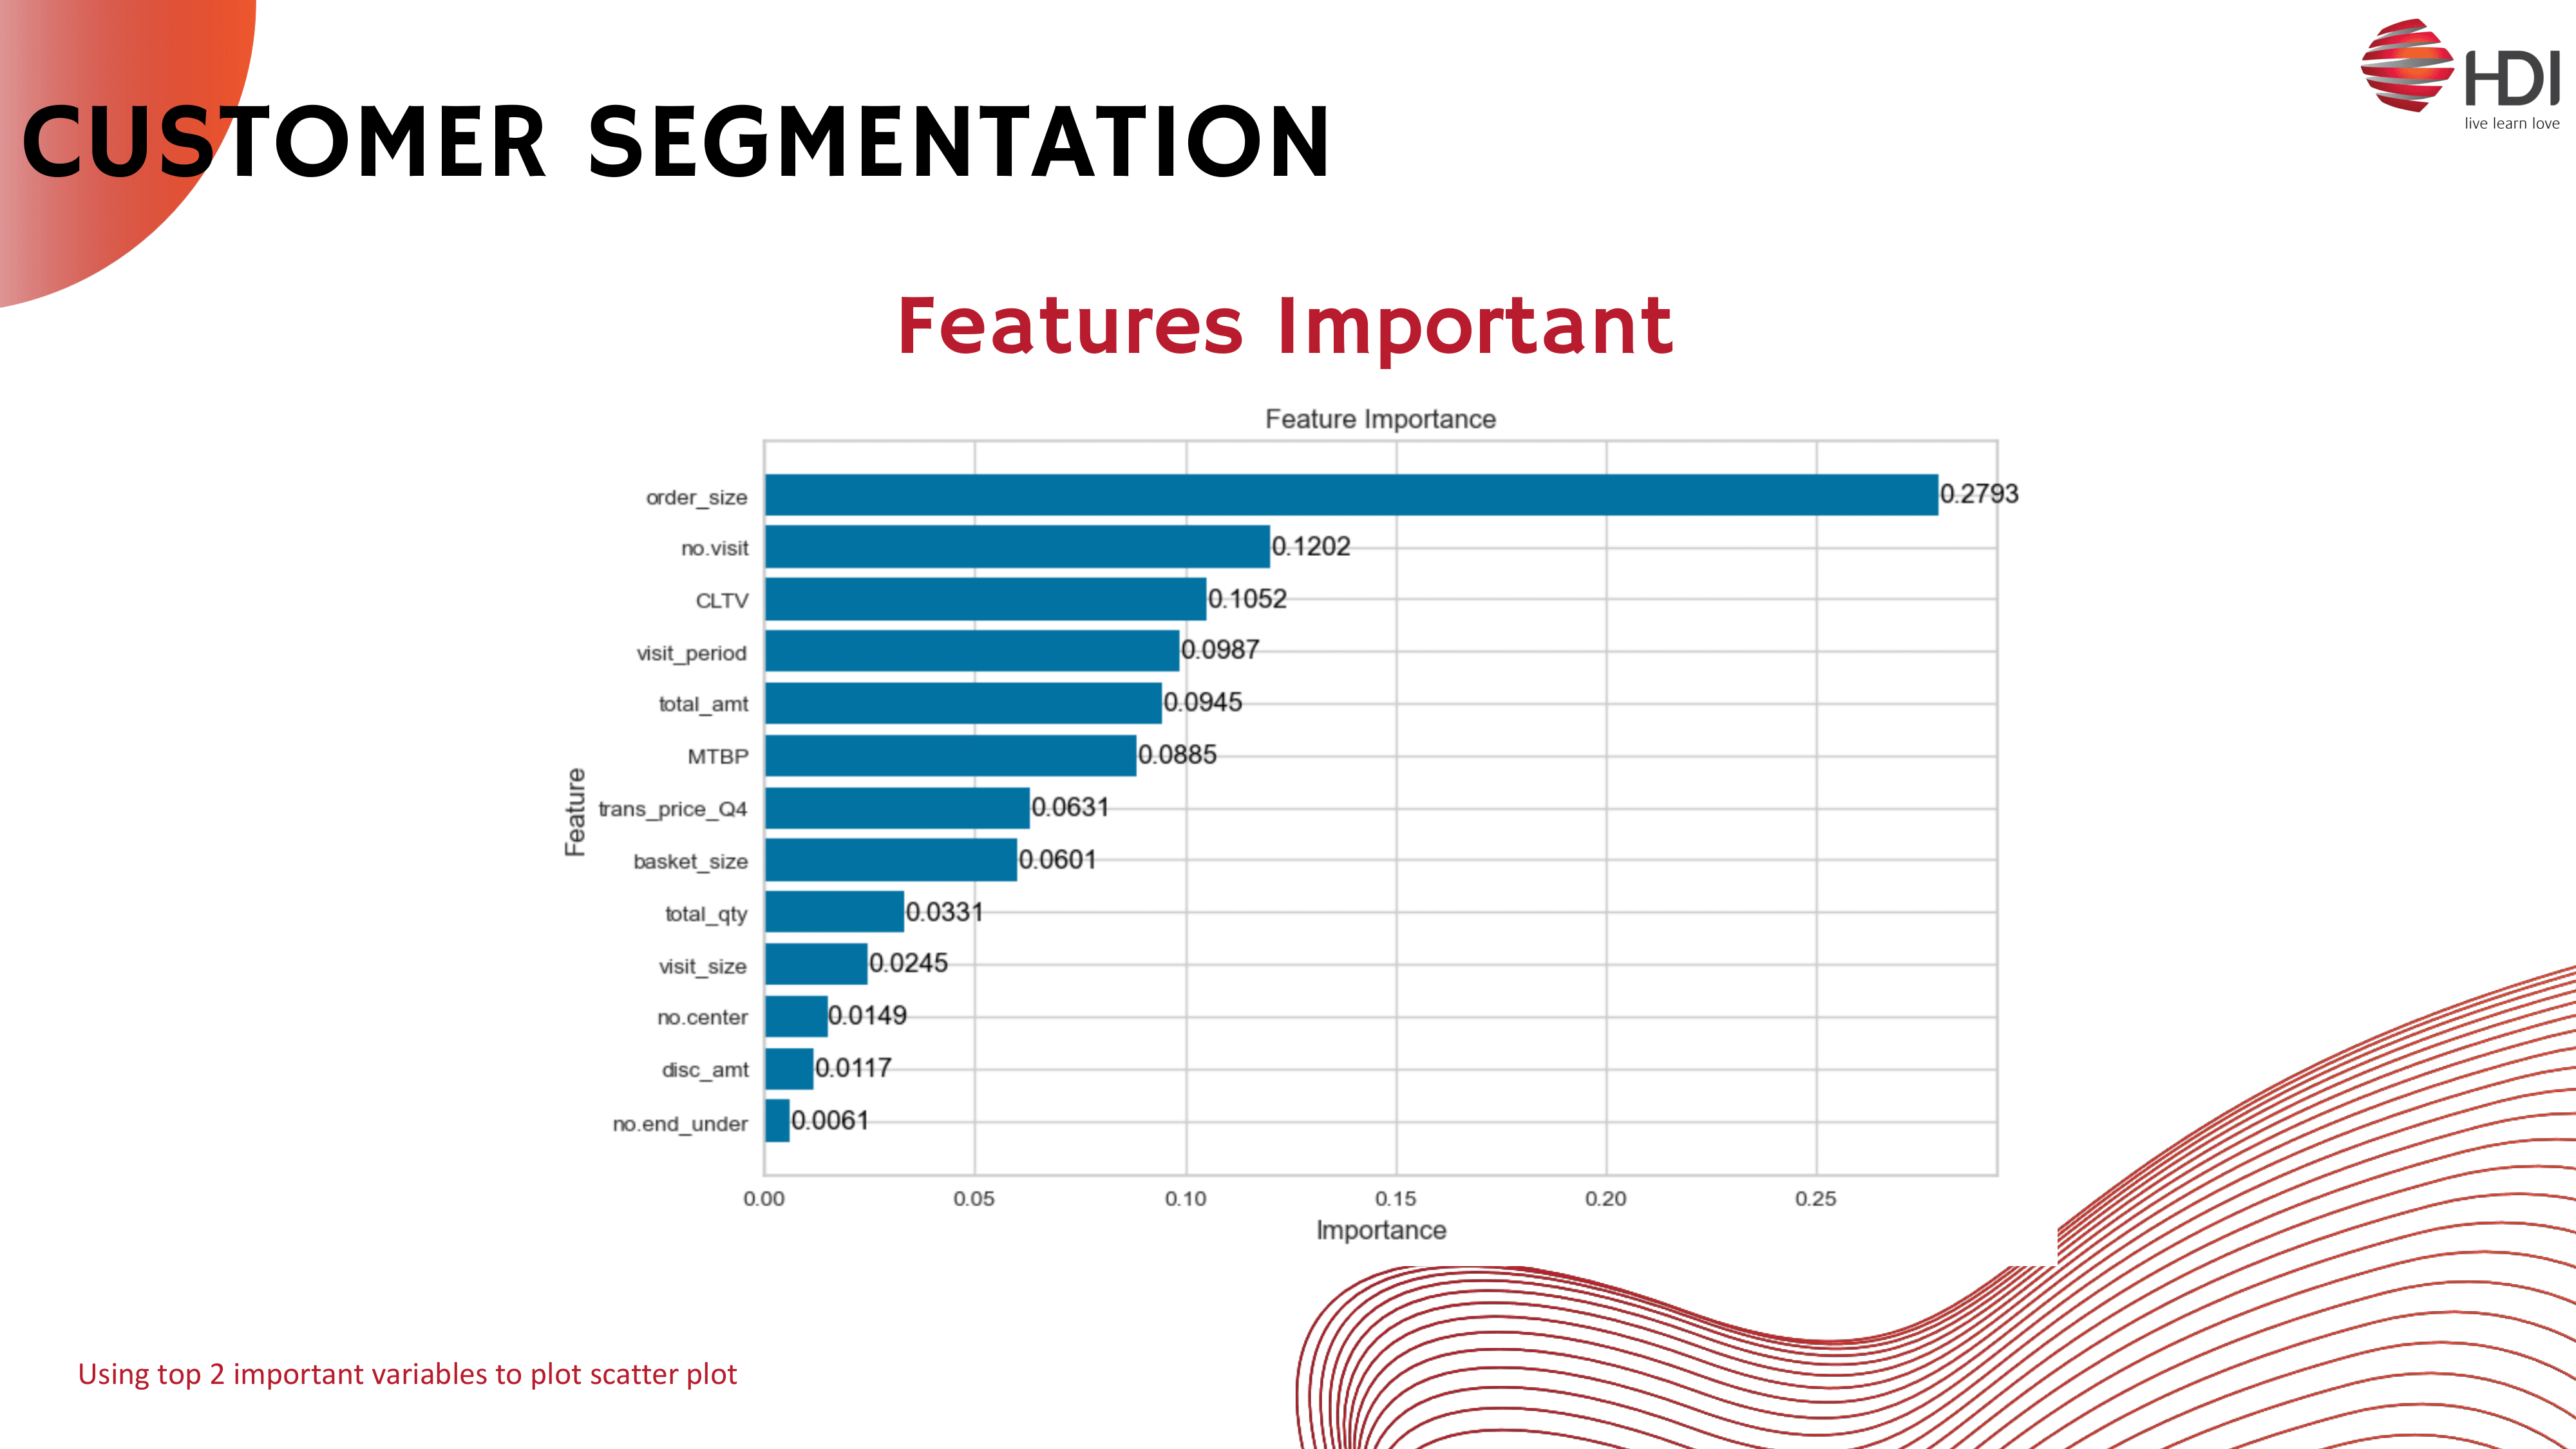 CUSTOMER SEGMENTATION
HDI
live learn love
Features Important
Feature Importance
order_size 0.2793
no.visit 0.1202
CLTV 0.1052
visit_period 0.0987
total_amt 0.0945
MTBP 0.0885
trans_price_Q4 0.0631
basket_size 0.0601
total_qty 0.0331
visit_size 0.0245
no.center 0.0149
disc_amt 0.0117
no.end_under 0.0061
Feature
0.00 0.05 0.10 0.15 0.20 0.25
Importance
Using top 2 important variables to plot scatter plot